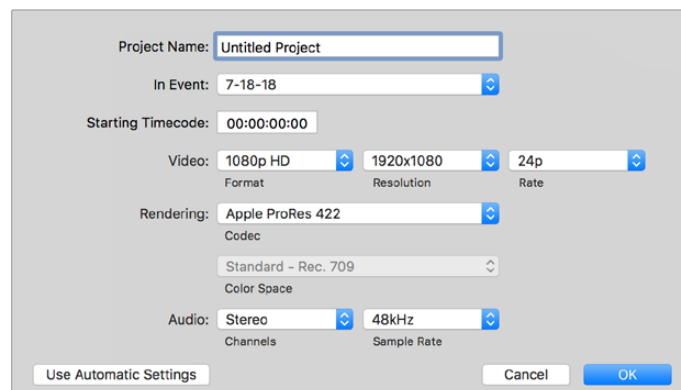 Project Name: Untitled Project
In Event: 7-18-18
Starting Timecode: 00:00:00:00
Video: 1080p HD 1920x1080 24p
Format Resolution Rate
Rendering: Apple ProRes 422
Codec
Standard - Rec. 709
Color Space
Audio: Stereo 48kHz
Channels Sample Rate
Use Automatic Settings Cancel OK